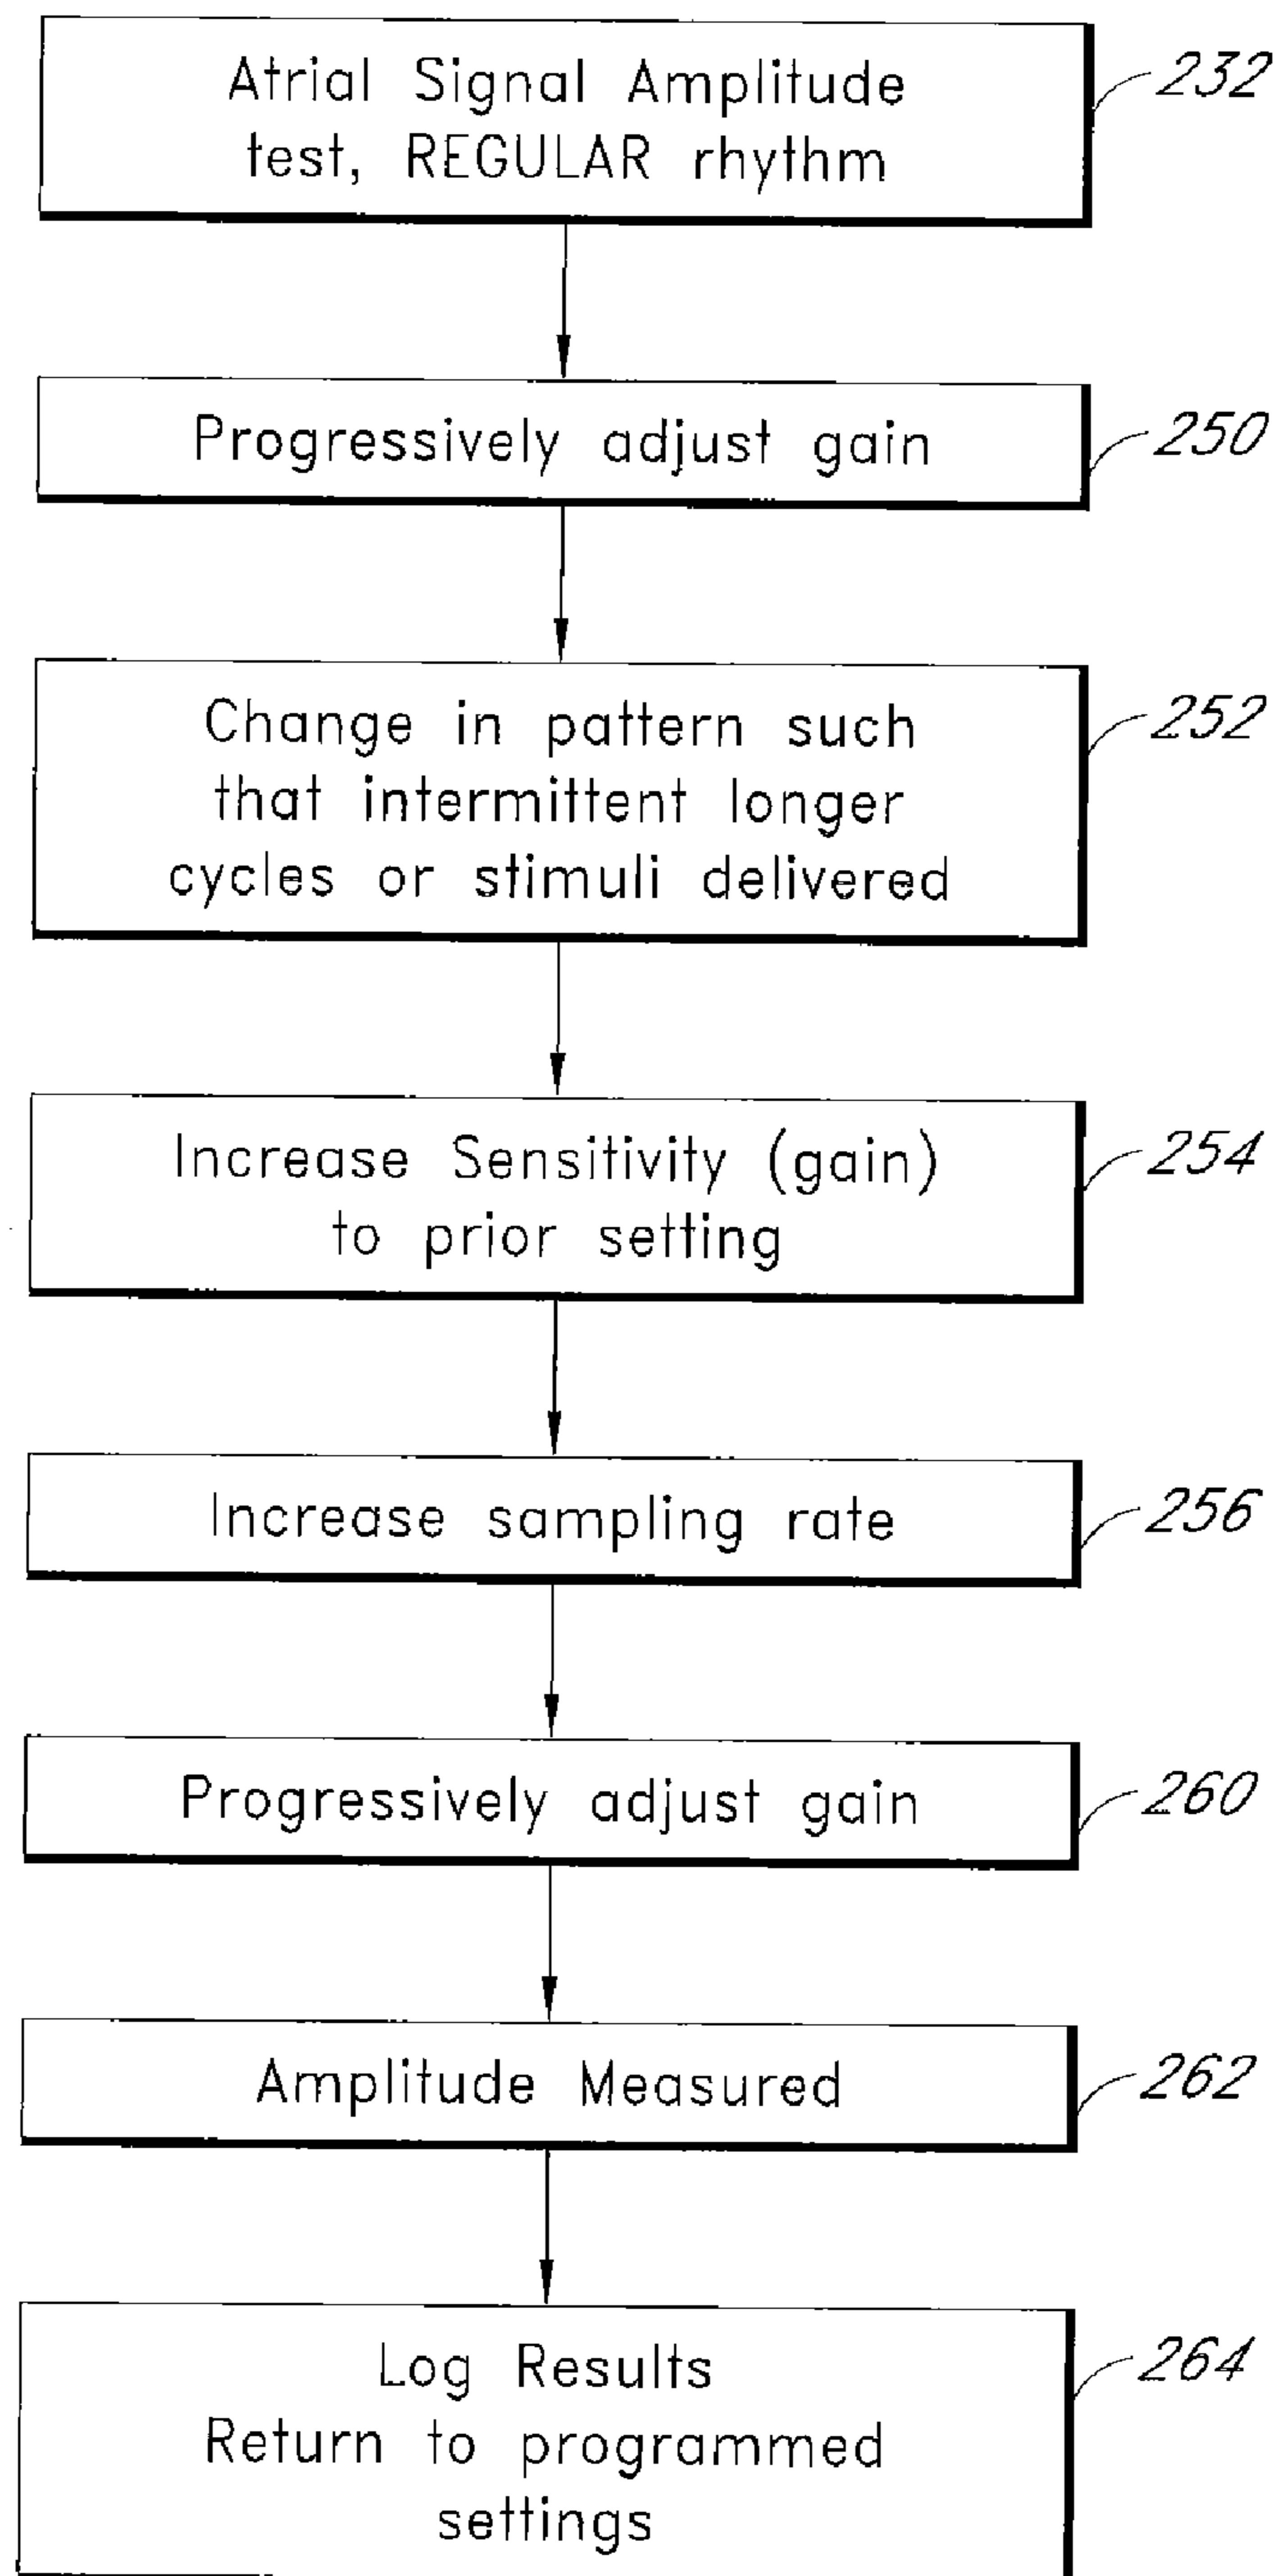 Atrial Signal Amplitude
test, REGULAR rhythm
232
Progressively adjust gain
250
Change in pattern such
that intermittent longer
cycles or stimuli delivered
252
Increase Sensitivity (gain)
to prior setting
254
Increase sampling rate
256
Progressively adjust gain
260
Amplitude Measured
262
Log Results
Return to programmed
settings
264